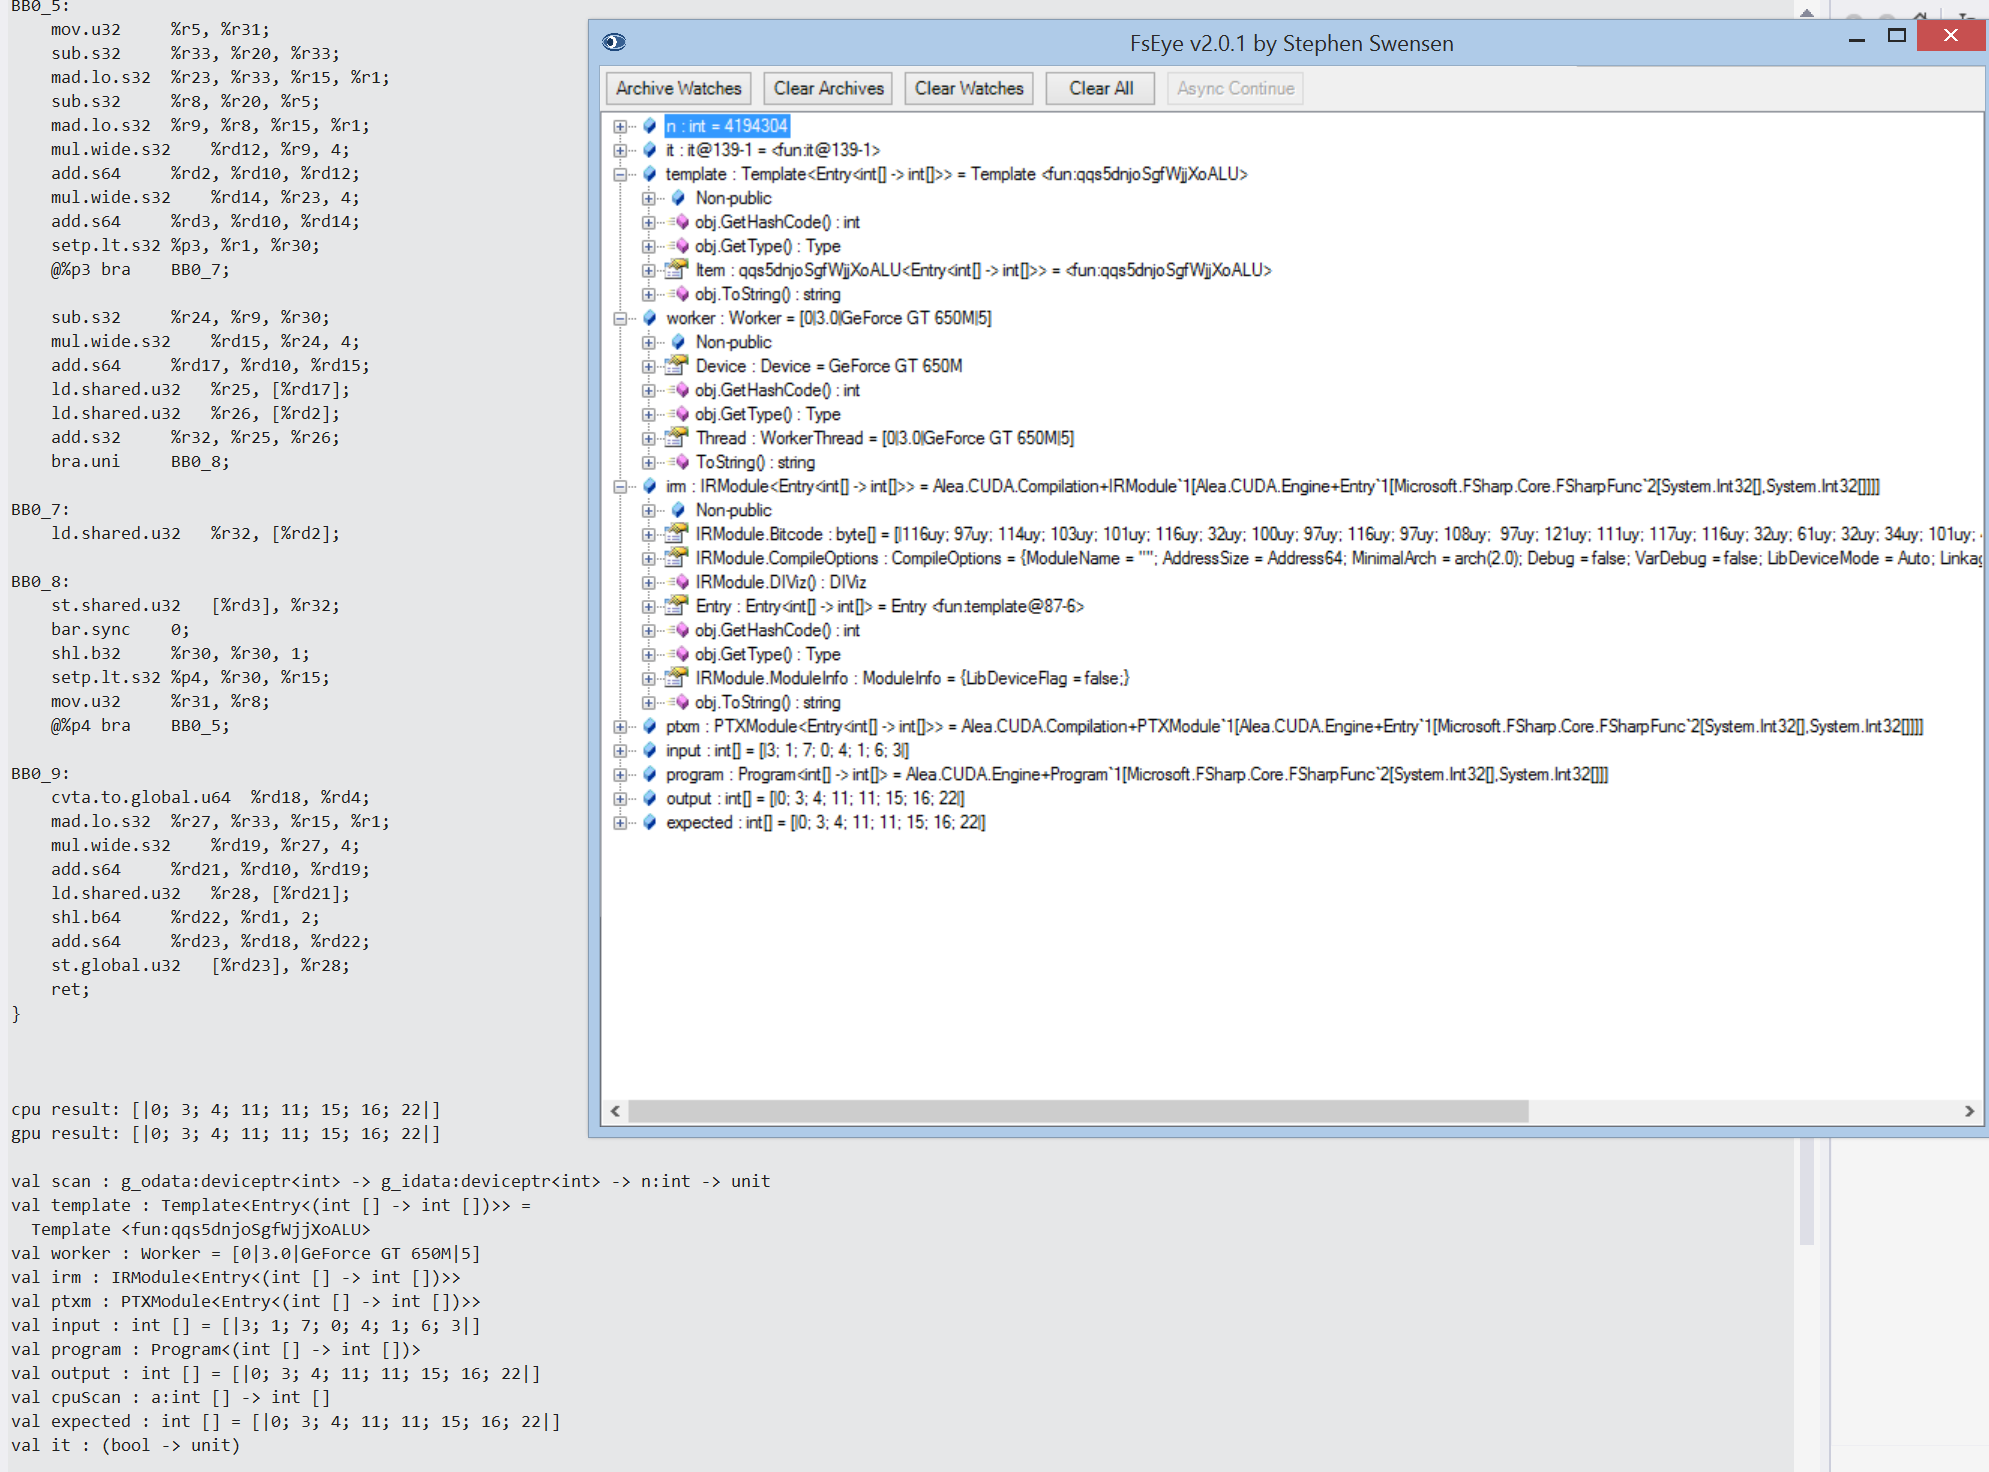 BB0_5:
mov.u32 %r5, %r31;
sub.s32 %r33, %r20, %r33;
mad.lo.s32 %r23, %r33, %r15, %r1;
sub.s32 %r8, %r20, %r5;
mad.lo.s32 %r9, %r8, %r15, %r1;
mul.wide.s32 %rd12, %r9, 4;
add.s64 %rd2, %rd10, %rd12;
mul.wide.s32 %rd14, %r23, 4;
add.s64 %rd3, %rd10, %rd14;
setp.lt.s32 %p3, %r1, %r30;
@%p3 bra BB0_7;
sub.s32 %r24, %r9, %r30;
mul.wide.s32 %rd15, %r24, 4;
add.s64 %rd17, %rd10, %rd15;
ld.shared.u32 %r25, [%rd17];
ld.shared.u32 %r26, [%rd2];
add.s32 %r32, %r25, %r26;
bra.uni BB0_8;
BB0_7:
ld.shared.u32 %r32, [%rd2];
BB0_8:
st.shared.u32 [%rd3], %r32;
bar.sync 0;
shl.b32 %r30, %r30, 1;
setp.lt.s32 %p4, %r30, %r15;
mov.u32 %r31, %r8;
@%p4 bra BB0_5;
BB0_9:
cvta.to.global.u64 %rd18, %rd4;
mad.lo.s32 %r27, %r33, %r15, %r1;
mul.wide.s32 %rd19, %r27, 4;
add.s64 %rd21, %rd10, %rd19;
ld.shared.u32 %r28, [%rd21];
shl.b64 %rd22, %rd1, 2;
add.s64 %rd23, %rd18, %rd22;
st.global.u32 [%rd23], %r28;
ret;
}
cpu result: [|0; 3; 4; 11; 11; 15; 16; 22|]
gpu result: [|0; 3; 4; 11; 11; 15; 16; 22|]
val scan : g_odata:deviceptr<int> -> g_idata:deviceptr<int> -> n:int -> unit
val template : Template<Entry<(int [] -> int [])>> =
Template <fun:qqs5dnjoSgfWjjXoALU>
val worker : Worker = [0|3.0|GeForce GT 650M|5]
val irm : IRModule<Entry<(int [] -> int [])>>
val ptxm : PTXModule<Entry<(int [] -> int [])>>
val input : int [] = [|3; 1; 7; 0; 4; 1; 6; 3|]
val program : Program<(int [] -> int [])>
val output : int [] = [|0; 3; 4; 11; 11; 15; 16; 22|]
val cpuScan : a:int [] -> int []
val expected : int [] = [|0; 3; 4; 11; 11; 15; 16; 22|]
val it : (bool -> unit)
FsEye v2.0.1 by Stephen Swensen
Archive Watches Clear Archives Clear Watches Clear All Async Continue
n : int = 4194304
it : it@139-1 = <fun:it@139-1>
template : Template<Entry<int[] -> int[]>> = Template <fun:qqs5dnjoSgfWjjXoALU>
Non-public
obj.GetHashCode() : int
obj.GetType() : Type
Item : qqs5dnjoSgfWjjXoALU<Entry<int[] -> int[]>> = <fun:qqs5dnjoSgfWjjXoALU>
obj.ToString() : string
worker : Worker = [0|3.0|GeForce GT 650M|5]
Non-public
Device : Device = GeForce GT 650M
obj.GetHashCode() : int
obj.GetType() : Type
Thread : WorkerThread = [0|3.0|GeForce GT 650M|5]
ToString() : string
irm : IRModule<Entry<int[] -> int[]>> = Alea.CUDA.Compilation+IRModule`1[Alea.CUDA.Engine+Entry`1[Microsoft.FSharp.Core.FSharpFunc`2[System.Int32[],System.Int32[]]]]
Non-public
IRModule.Bitcode : byte[] = [|116uy; 97uy; 114uy; 103uy; 101uy; 116uy; 32uy; 100uy; 97uy; 116uy; 97uy; 108uy; 97uy; 121uy; 111uy; 117uy; 116uy; 32uy; 61uy; 32uy; 34uy; 101uy;
IRModule.CompileOptions : CompileOptions = {ModuleName = ""; AddressSize = Address64; MinimalArch = arch(2.0); Debug = false; VarDebug = false; LibDeviceMode = Auto; Linkag
IRModule.DIViz() : DIViz
Entry : Entry<int[] -> int[]> = Entry <fun:template@87-6>
obj.GetHashCode() : int
obj.GetType() : Type
IRModule.ModuleInfo : ModuleInfo = {LibDeviceFlag = false;}
obj.ToString() : string
ptxm : PTXModule<Entry<int[] -> int[]>> = Alea.CUDA.Compilation+PTXModule`1[Alea.CUDA.Engine+Entry`1[Microsoft.FSharp.Core.FSharpFunc`2[System.Int32[],System.Int32[]]]]
input : int[] = [|3; 1; 7; 0; 4; 1; 6; 3|]
program : Program<int[] -> int[]> = Alea.CUDA.Engine+Program`1[Microsoft.FSharp.Core.FSharpFunc`2[System.Int32[],System.Int32[]]]
output : int[] = [|0; 3; 4; 11; 11; 15; 16; 22|]
expected : int[] = [|0; 3; 4; 11; 11; 15; 16; 22|]